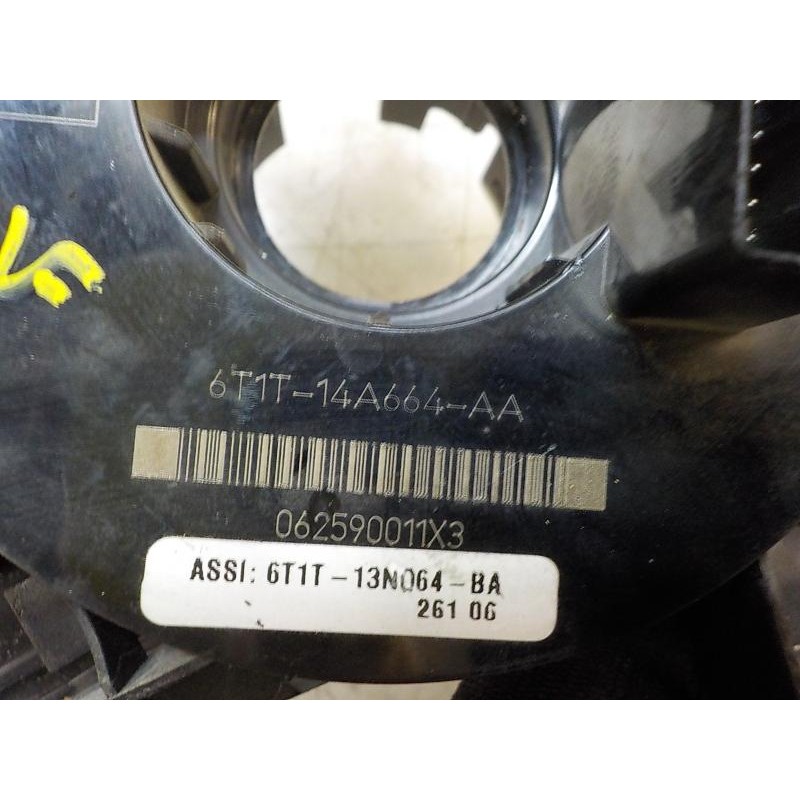 6T1T-14A664-AA
062590011X3
ASSI: 6T1T-13N064-BA
261 06